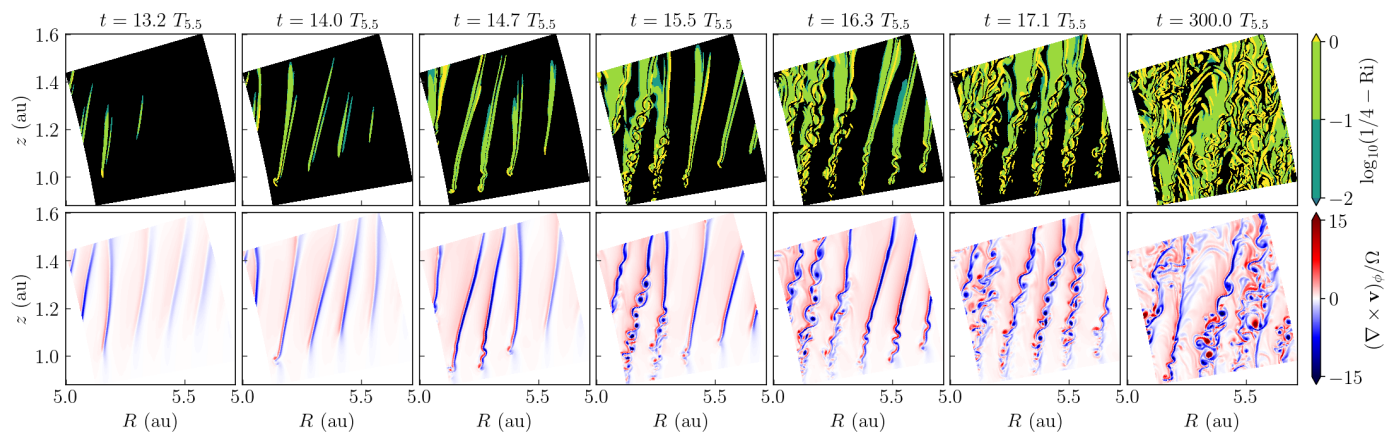 t = 13.2 T₅.₅ t = 14.0 T₅.₅ t = 14.7 T₅.₅ t = 15.5 T₅.₅ t = 16.3 T₅.₅ t = 17.1 T₅.₅ t = 300.0 T₅.₅
1.6
1.4
1.2
1.0
z (au)
0
−1
−2
log₁₀(1/4 − Ri)
1.6
1.4
1.2
1.0
z (au)
15
0
−15
(∇ × v)_ϕ/Ω
5.0 5.5 5.0 5.5 5.0 5.5 5.0 5.5 5.0 5.5 5.0 5.5 5.0 5.5
R (au) R (au) R (au) R (au) R (au) R (au) R (au)